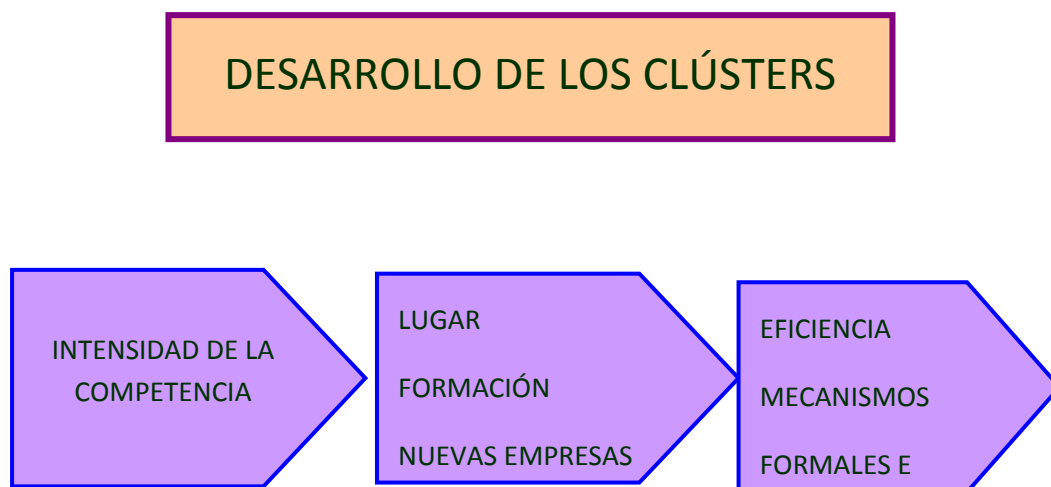 DESARROLLO DE LOS CLÚSTERS
INTENSIDAD DE LA
COMPETENCIA
LUGAR
FORMACIÓN
NUEVAS EMPRESAS
EFICIENCIA
MECANISMOS
FORMALES E